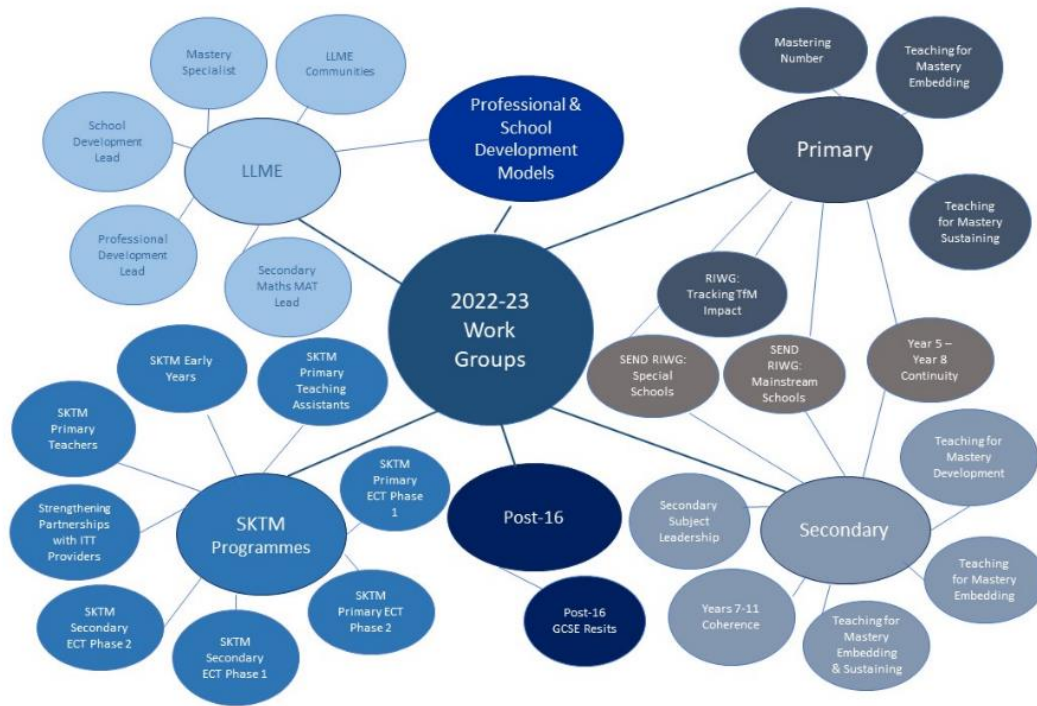 Mastery
Specialist
LLME
Communities
School
Development
Lead
LLME
Professional
Development
Lead
Secondary
Maths MAT
Lead
Professional &
School
Development
Models
Mastering
Number
Teaching for
Mastery
Embedding
Primary
Teaching
for Mastery
Sustaining
RIWG:
Tracking TfM
Impact
2022-23
Work
Groups
SEND RIWG:
Special
Schools
SEND
RIWG:
Mainstream
Schools
Year 5 –
Year 8
Continuity
SKTM Early
Years
SKTM
Primary
Teaching
Assistants
SKTM
Primary
Teachers
SKTM
Primary
ECT Phase
1
Strengthening
Partnerships
with ITT
Providers
SKTM
Programmes
SKTM
Secondary
ECT Phase 2
SKTM
Secondary
ECT Phase 1
SKTM
Primary ECT
Phase 2
Post-16
Post-16
GCSE Resits
Teaching for
Mastery
Development
Secondary
Subject
Leadership
Secondary
Teaching
for Mastery
Embedding
Years 7-11
Coherence
Teaching for
Mastery
Embedding
& Sustaining